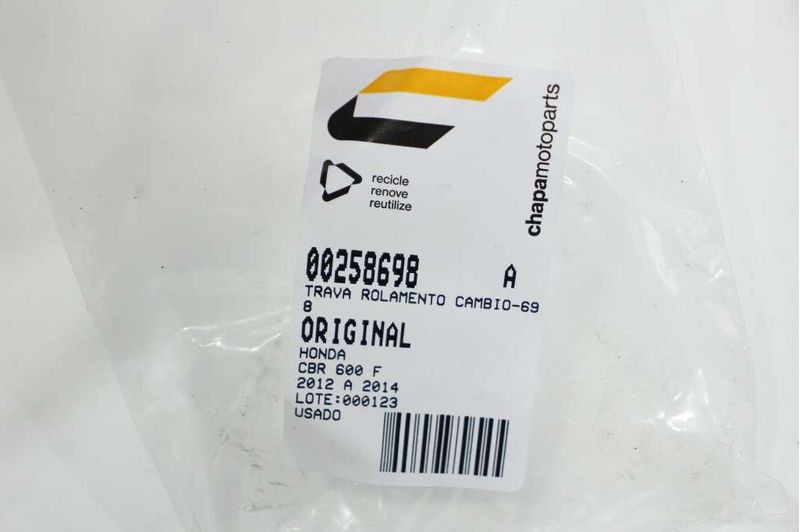 chapamotoparts
recicle
renove
reutilize
00258698 A
TRAVA ROLAMENTO CAMBIO-69
8
ORIGINAL
HONDA
CBR 600 F
2012 A 2014
LOTE:000123
USADO